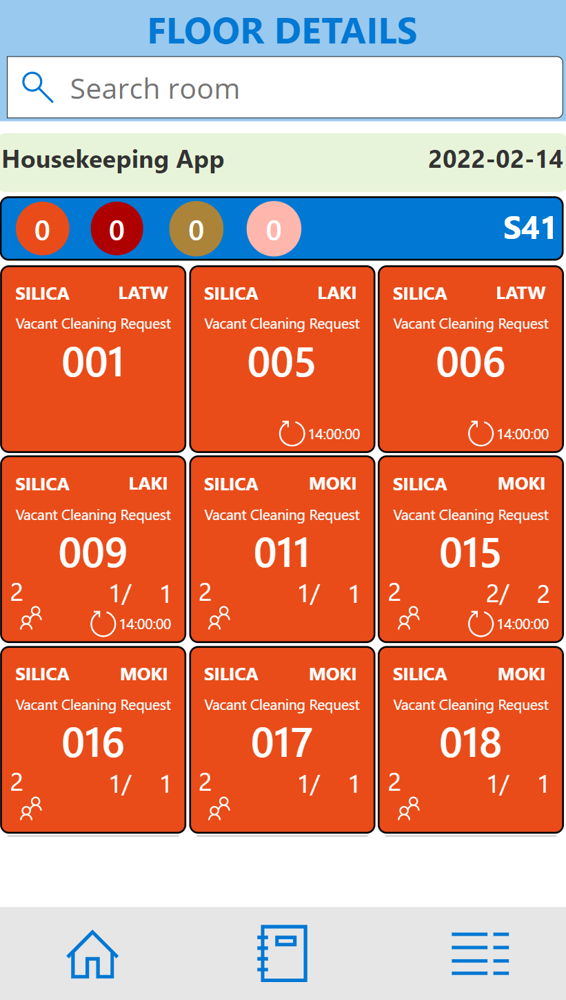 FLOOR DETAILS
Search room
Housekeeping App 2022-02-14
0 0 0 0 S41
SILICA LATW SILICA LAKI SILICA LATW
Vacant Cleaning Request Vacant Cleaning Request Vacant Cleaning Request
001 005 006
14:00:00 14:00:00
SILICA LAKI SILICA MOKI SILICA MOKI
Vacant Cleaning Request Vacant Cleaning Request Vacant Cleaning Request
009 011 015
2 1/ 1 2 1/ 1 2 2/ 2
14:00:00 14:00:00
SILICA MOKI SILICA MOKI SILICA MOKI
Vacant Cleaning Request Vacant Cleaning Request Vacant Cleaning Request
016 017 018
2 1/ 1 2 1/ 1 2 1/ 1